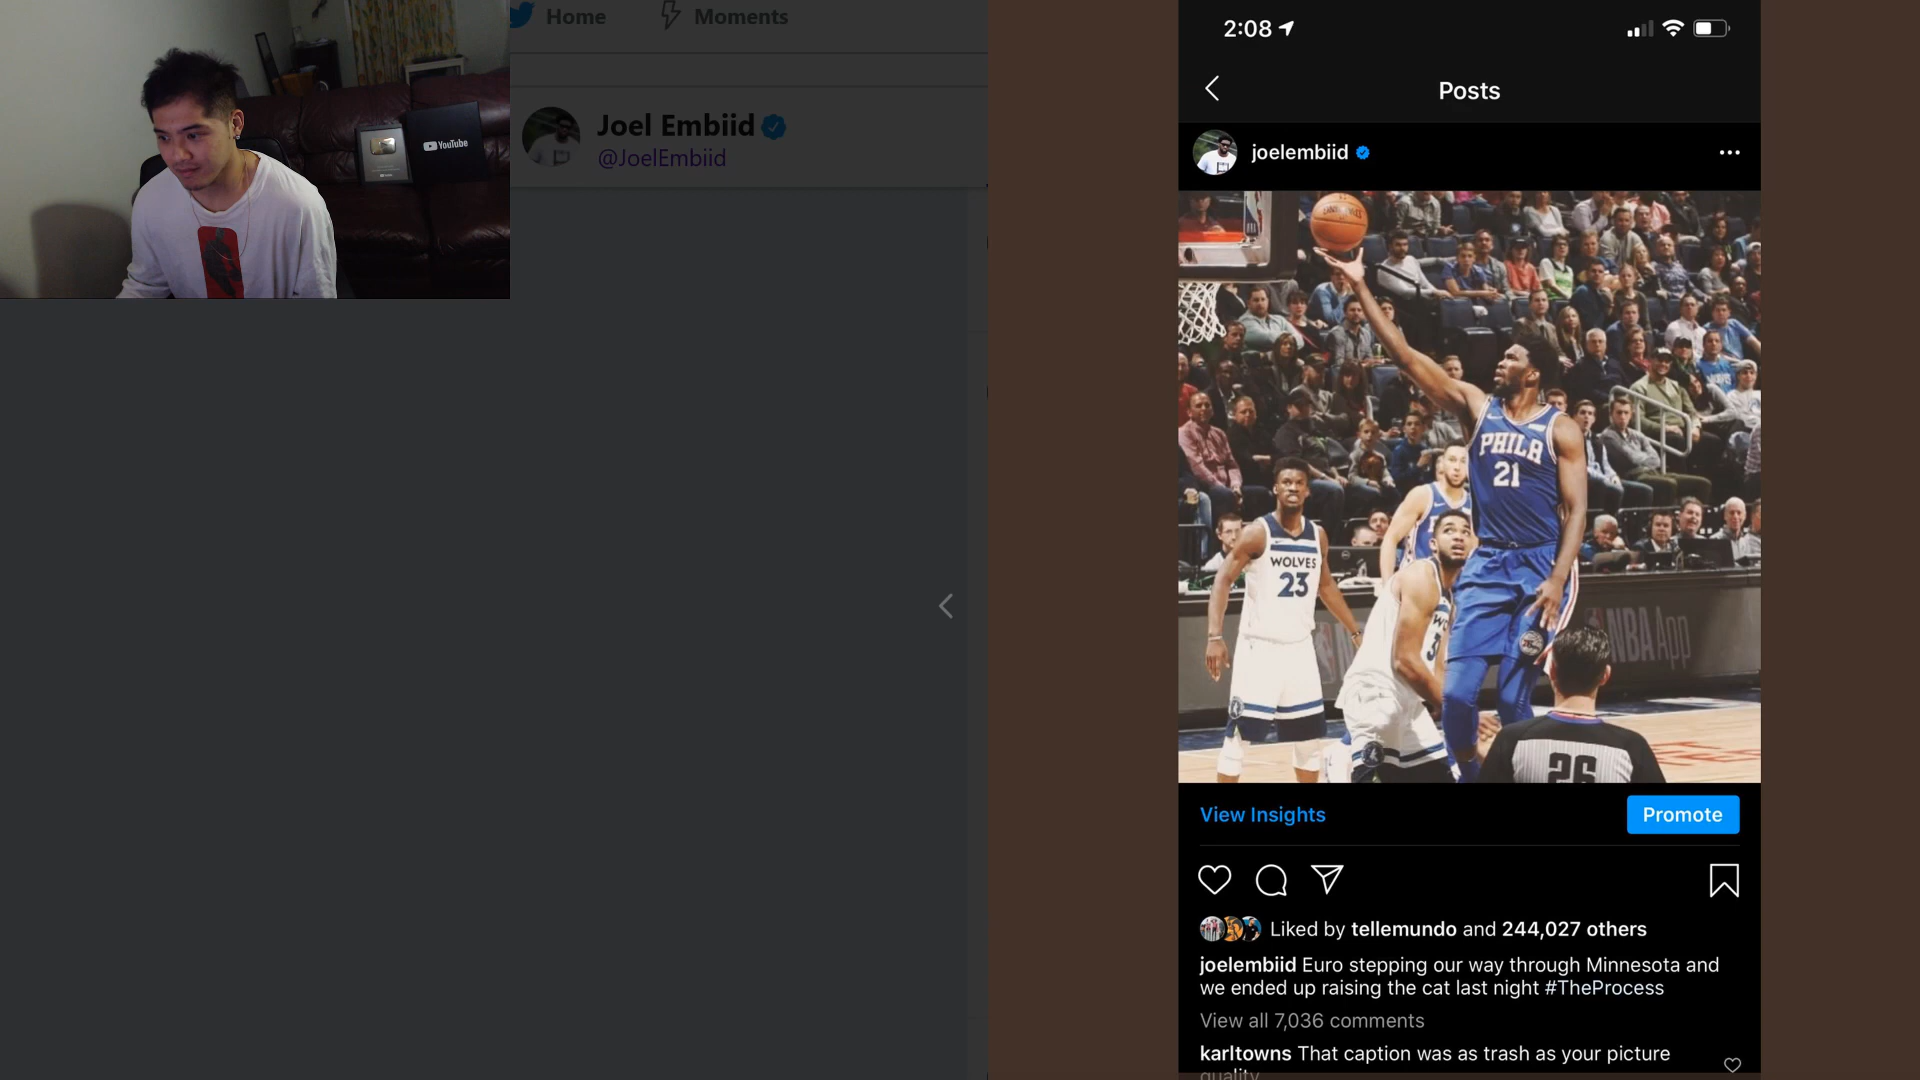 Home
Moments
YouTube
Joel Embiid
@JoelEmbiid
2:08
Posts
joelembiid
PHILA
21
WOLVES
23
NBA App
26
View Insights
Promote
Liked by tellemundo and 244,027 others
joelembiid Euro stepping our way through Minnesota and
we ended up raising the cat last night #TheProcess
View all 7,036 comments
karltowns That caption was as trash as your picture
quality